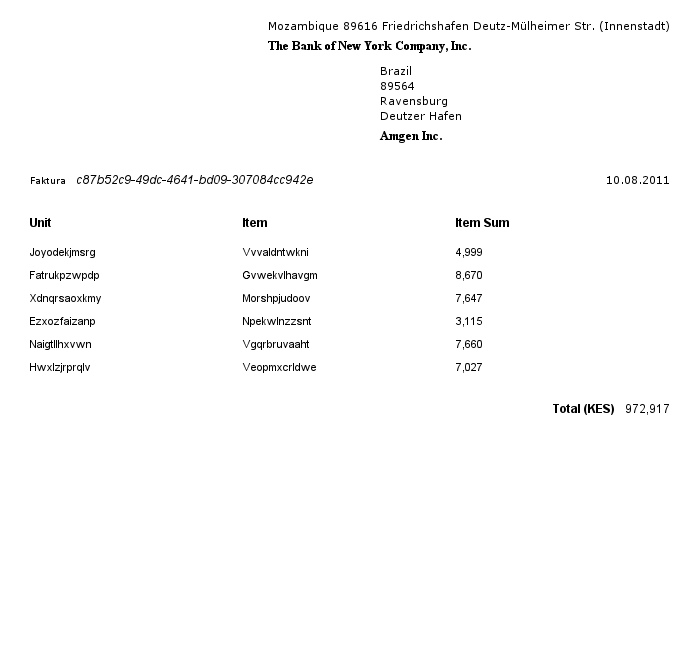 Mozambique 89616 Friedrichshafen Deutz-Mülheimer Str. (Innenstadt)
The Bank of New York Company, Inc.
Brazil
89564
Ravensburg
Deutzer Hafen
Amgen Inc.
Faktura c87b52c9-49dc-4641-bd09-307084cc942e 10.08.2011
Unit Item Item Sum
Joyodekjmsrg Vvvaldntwkni 4,999
Fatrukpzwpdp Gvwekvlhavgm 8,670
Xdnqrsaoxkmy Morshpjudoov 7,647
Ezxozfaizanp Npekwlnzzsnt 3,115
Naigtllhxvwn Vgqrbruvaaht 7,660
Hwxlzjrprqlv Veopmxcrldwe 7,027
Total (KES) 972,917